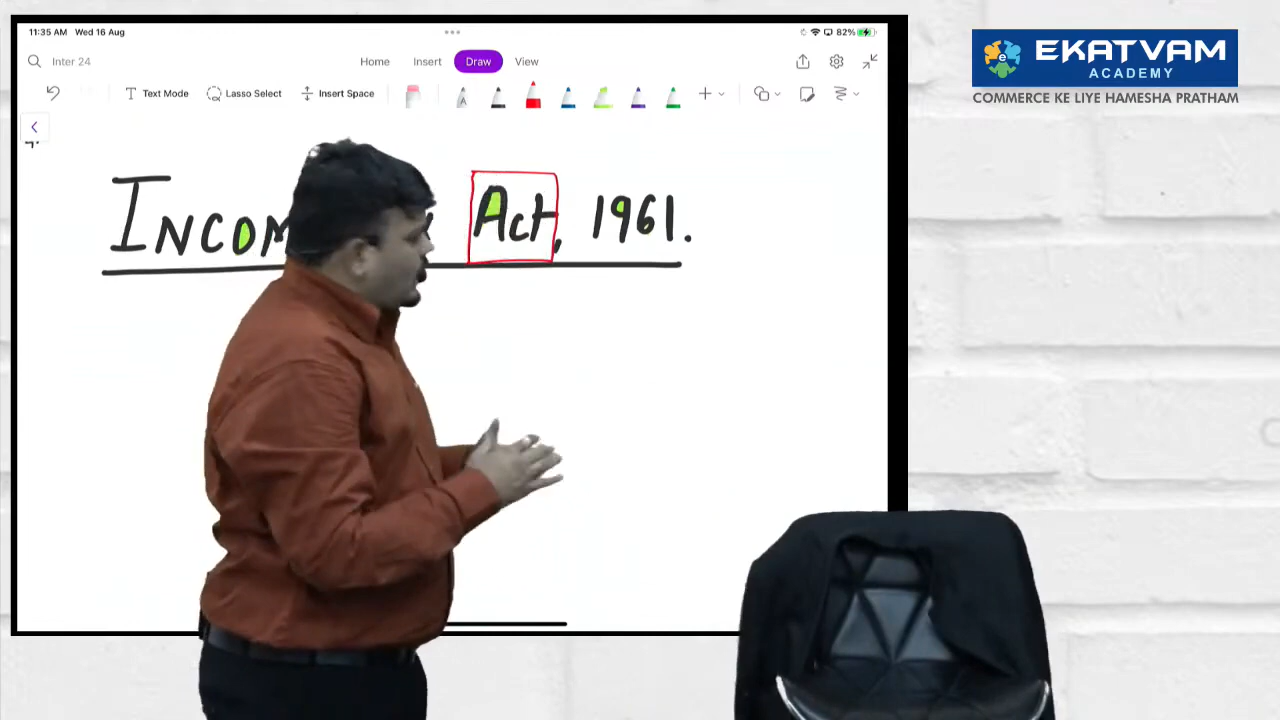 11:35 AM Wed 16 Aug
82%
EKATVAM
ACADEMY
COMMERCE KE LIYE HAMESHA PRATHAM
Inter 24
Home Insert Draw View
Text Mode Lasso Select Insert Space
Act, 1961.